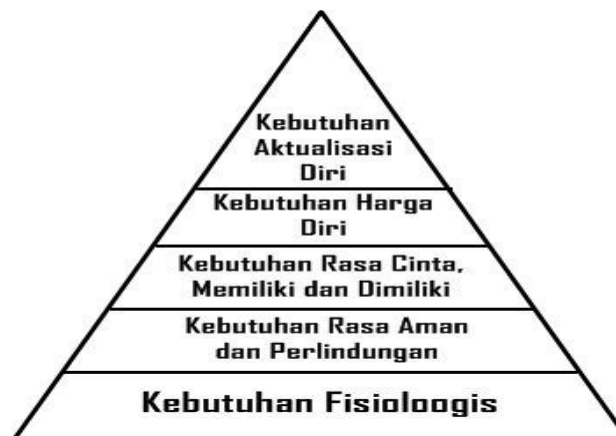 Kebutuhan
Aktualisasi
Diri
Kebutuhan Harga
Diri
Kebutuhan Rasa Cinta,
Memiliki dan Dimiliki
Kebutuhan Rasa Aman
dan Perlindungan
Kebutuhan Fisioloogis